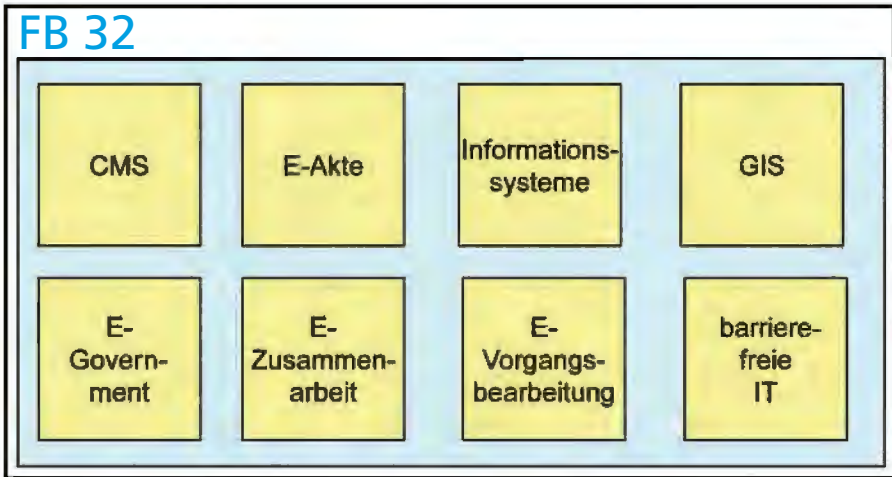 FB 32
CMS
E-Akte
Informations-
systeme
GIS
E-
Govern-
ment
E-
Zusammen-
arbeit
E-
Vorgangs-
bearbeitung
barriere-
freie
IT